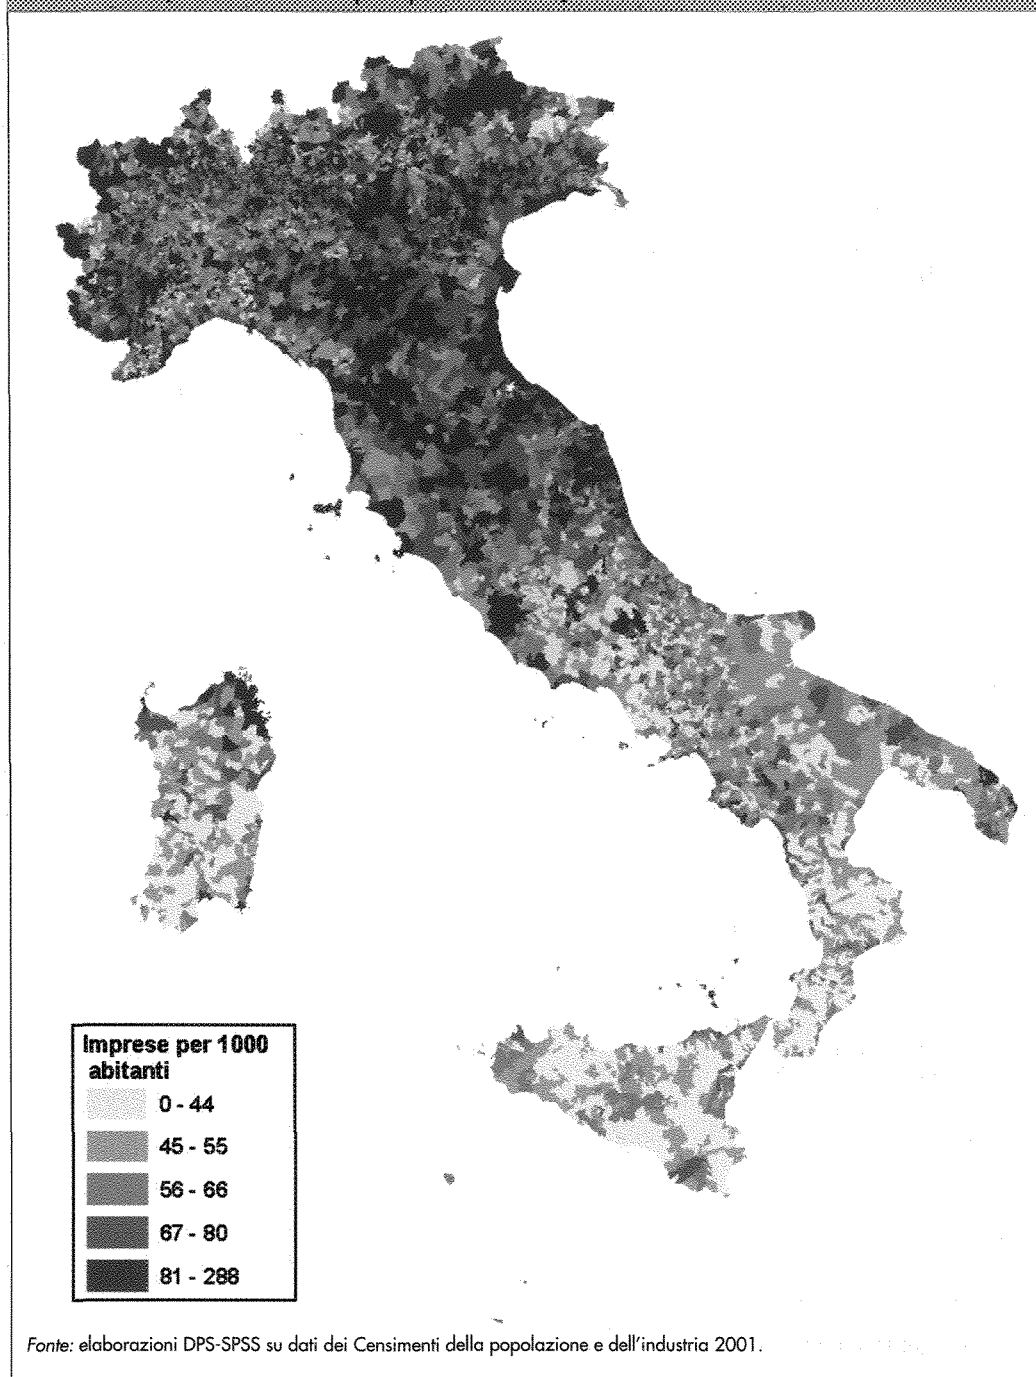 Imprese per 1000
abitanti
0 - 44
45 - 55
56 - 66
67 - 80
81 - 288
Fonte: elaborazioni DPS-SPSS su dati dei Censimenti della popolazione e dell'industria 2001.